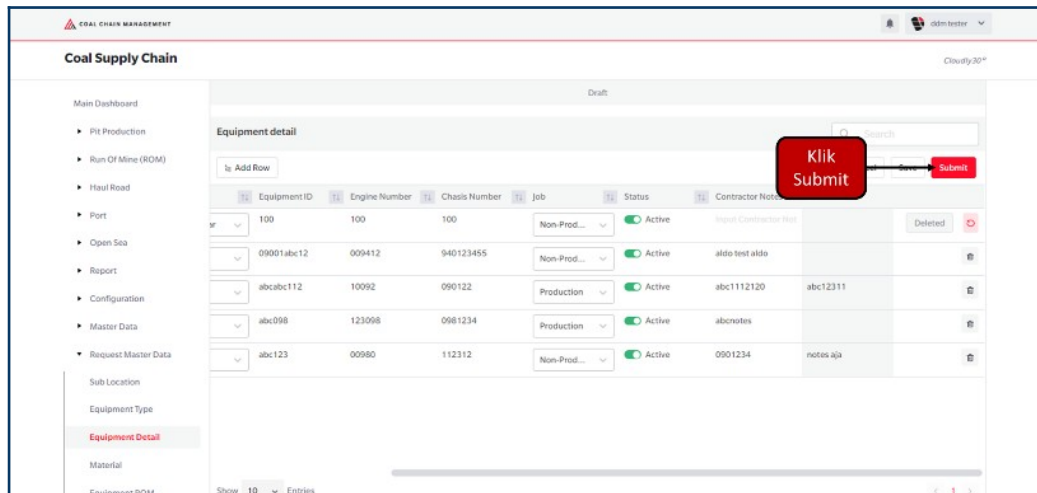 COAL CHAIN MANAGEMENT
ddm tester
Coal Supply Chain
Cloudly30°
Main Dashboard
Pit Production
Run Of Mine (ROM)
Haul Road
Port
Open Sea
Report
Configuration
Master Data
Request Master Data
Sub Location
Equipment Type
Equipment Detail
Material
Equipment ROM
Draft
Equipment detail
Search
Add Row
Klik
Submit
Save
Submit
Equipment ID Engine Number Chasis Number Job Status Contractor Notes
100 100 100 Non-Prod... Active Input Contractor Not Deleted
09001abc12 009412 940123455 Non-Prod... Active aldo test aldo
abcabc112 10092 090122 Production Active abc1112120 abc12311
abc098 123098 0981234 Production Active abcnotes
abc123 00980 112312 Non-Prod... Active 0901234 notes aja
Show 10 Entries
1